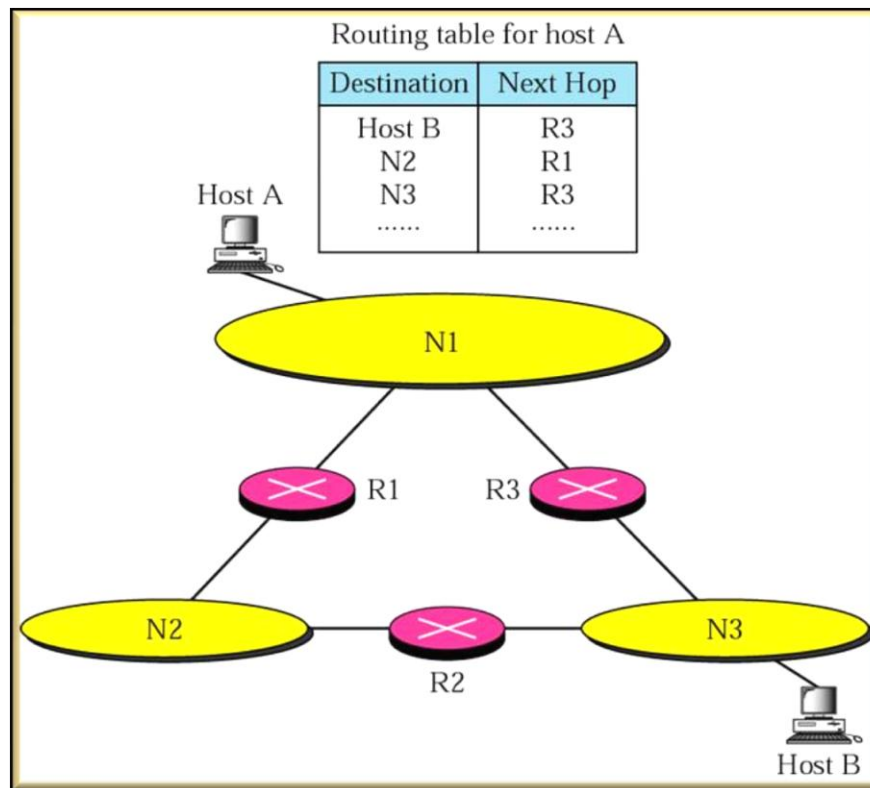 Routing table for host A
Destination Next Hop
Host B R3
N2 R1
N3 R3
...... ......
Host A
N1
R1 R3
N2 N3
R2
Host B